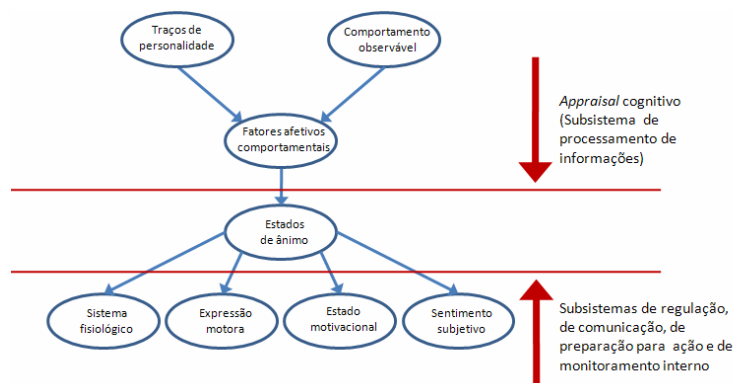 Traços de
personalidade
Comportamento
observável
Appraisal cognitivo
(Subsistema de
processamento de
informações)
Fatores afetivos
comportamentais
Estados
de ânimo
Sistema
fisiológico
Expressão
motora
Estado
motivacional
Sentimento
subjetivo
Subsistemas de regulação,
de comunicação, de
preparação para ação e de
monitoramento interno